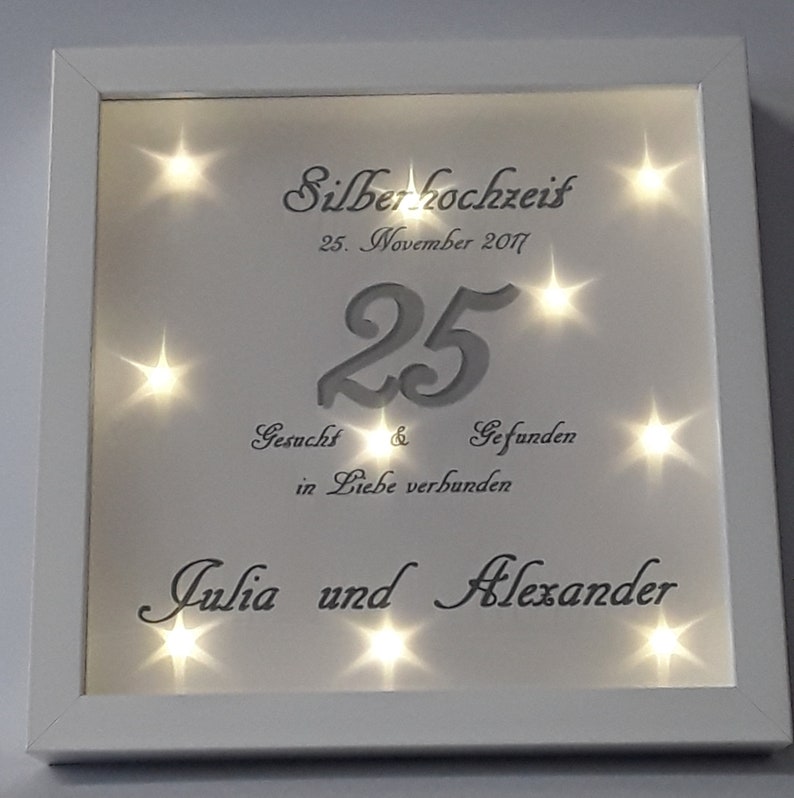 Silberhochzeit
25. November 2017
25
Gesucht & Gefunden
in Liebe verbunden
Julia und Alexander